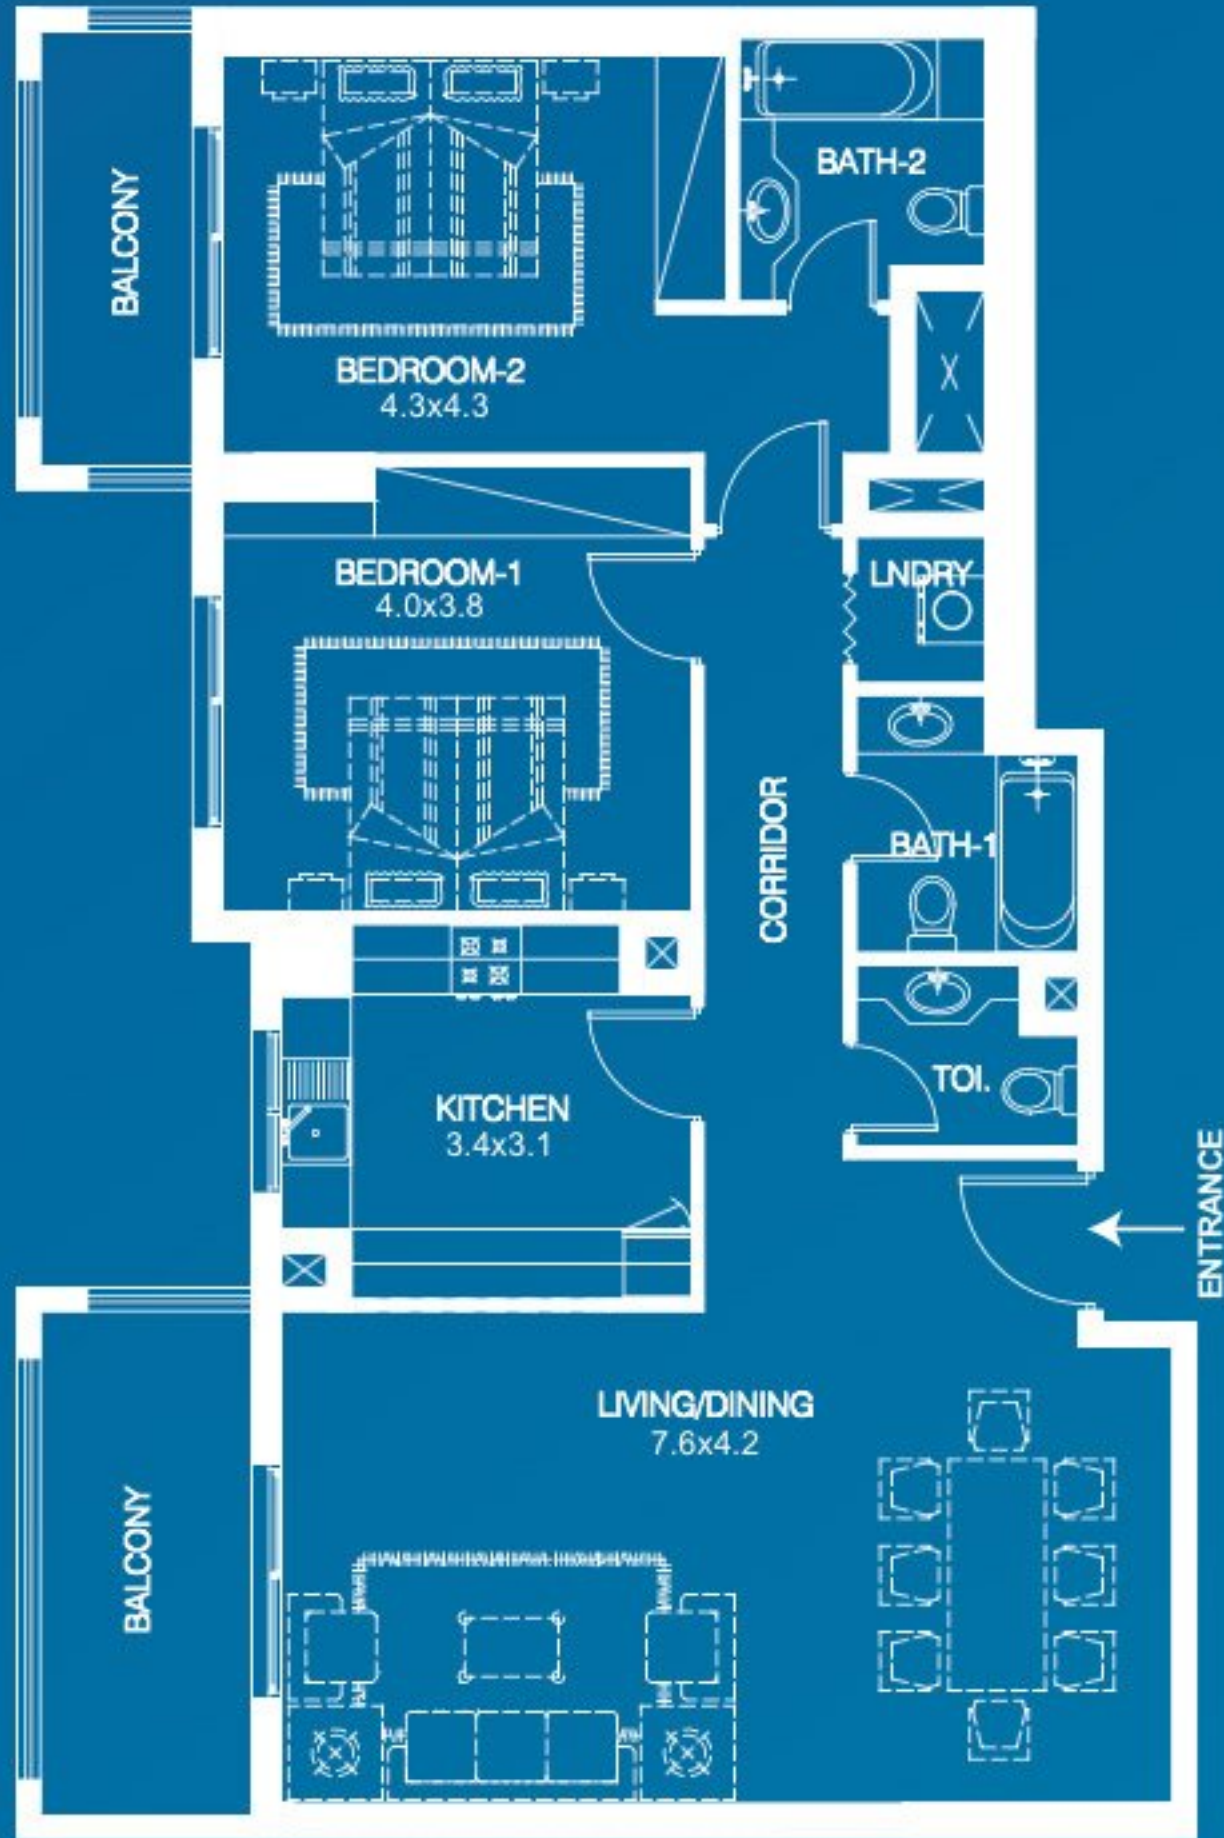 BATH-2
BALCONY
BEDROOM-2
4.3x4.3
BEDROOM-1
4.0x3.8
LNDRY
CORRIDOR
BATH-1
TOI.
KITCHEN
3.4x3.1
ENTRANCE
LIVING/DINING
7.6x4.2
BALCONY